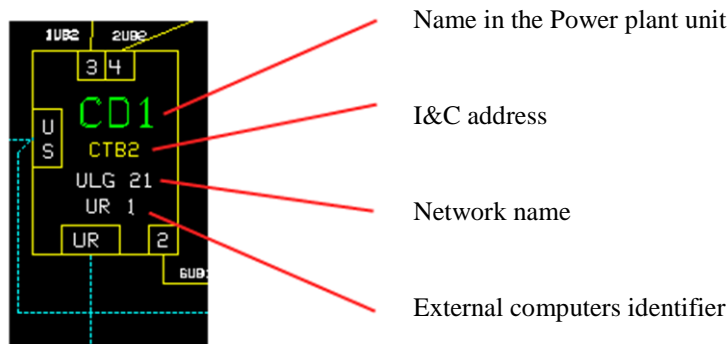 1UB2 2UB2
3 4
Name in the Power plant unit
CD1
U
S
I&C address
CTB2
ULG 21
Network name
UR 1
UR 2
External computers identifier